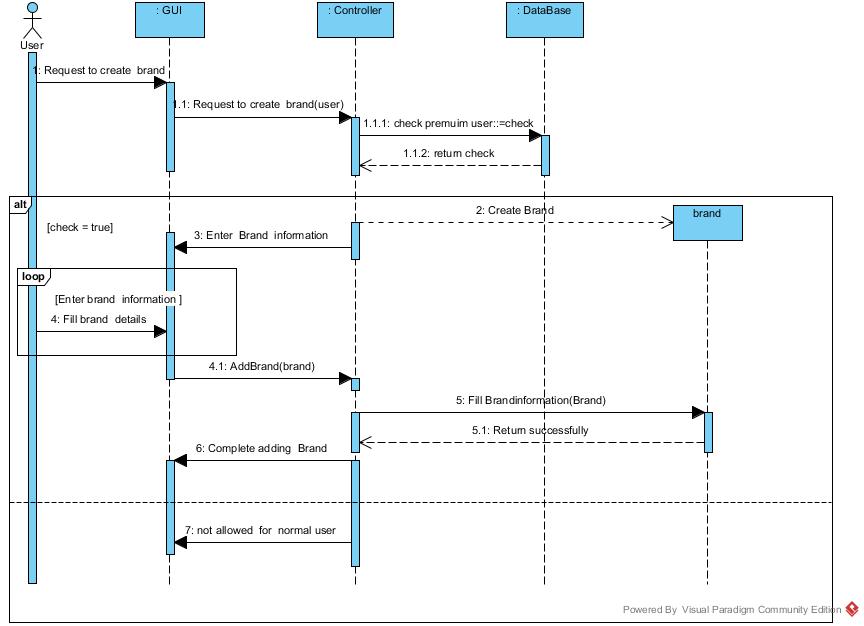 : GUI
: Controller
: DataBase
User
1: Request to create brand
1.1: Request to create brand(user)
1.1.1: check premuim user::=check
1.1.2: return check
alt
[check = true]
2: Create Brand
brand
3: Enter Brand information
loop
[Enter brand information ]
4: Fill brand details
4.1: AddBrand(brand)
5: Fill Brandinformation(Brand)
5.1: Return successfully
6: Complete adding Brand
7: not allowed for normal user
Powered By Visual Paradigm Community Edition